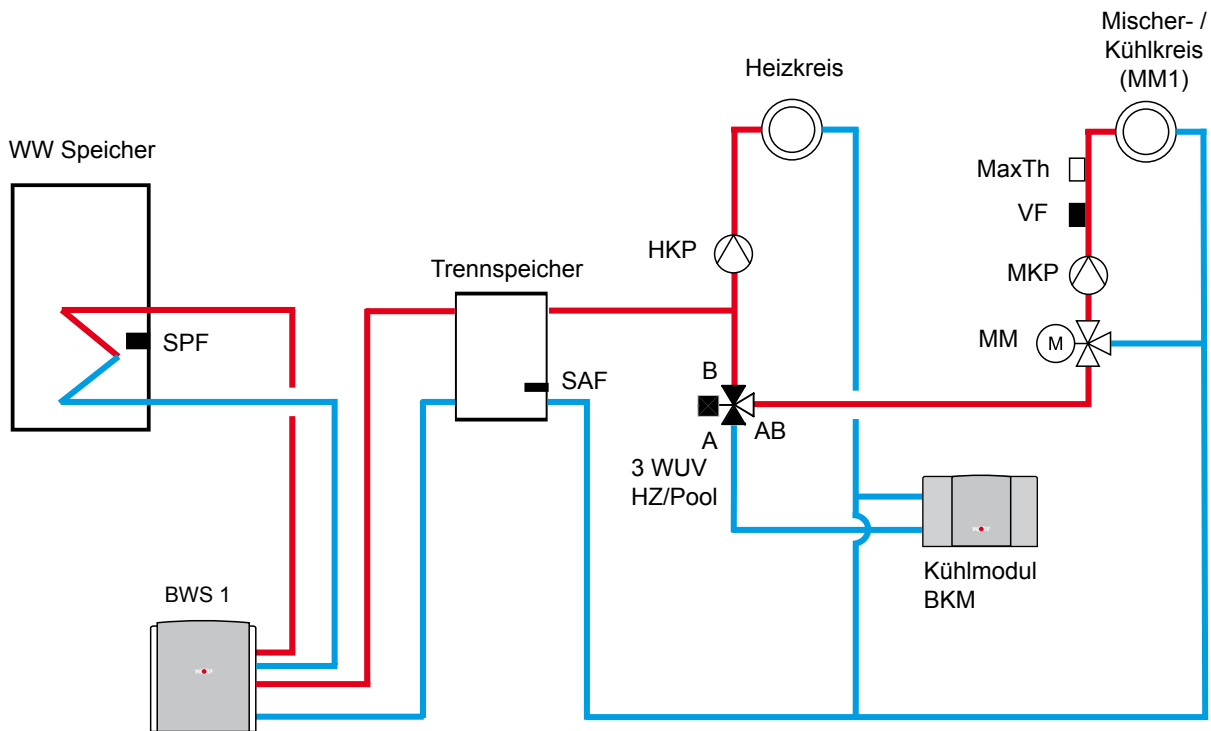 Mischer- /
Kühlkreis
(MM1)
Heizkreis
WW Speicher
MaxTh
VF
HKP
MKP
Trennspeicher
SPF
MM
M
SAF
B
A
AB
3 WUV
HZ/Pool
Kühlmodul
BKM
BWS 1